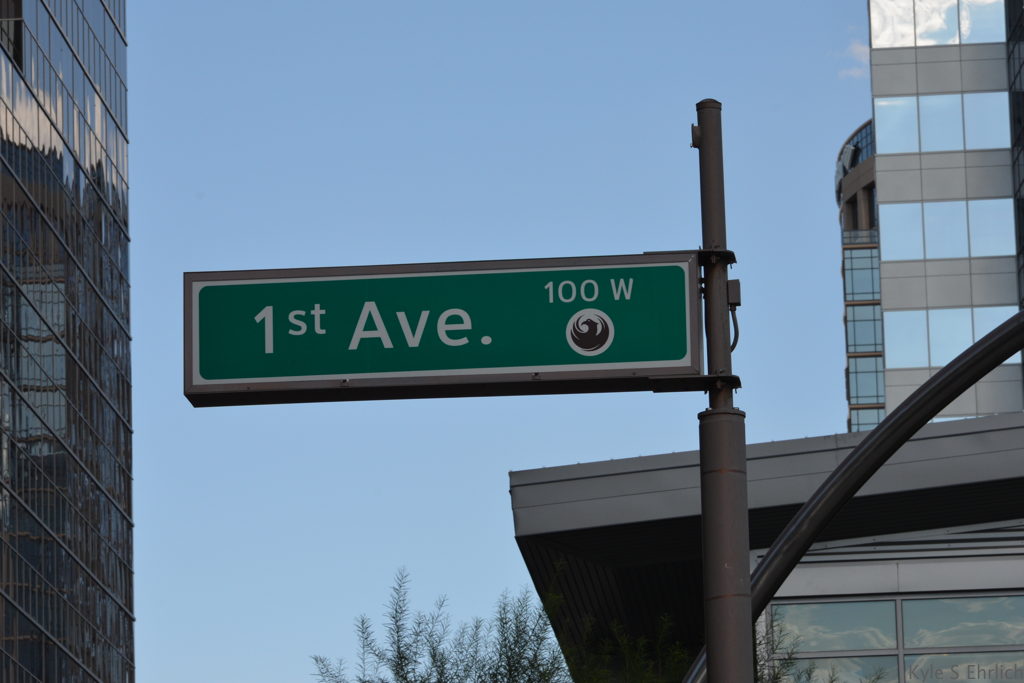 100 W
1st Ave.
Kyle S Ehrlich